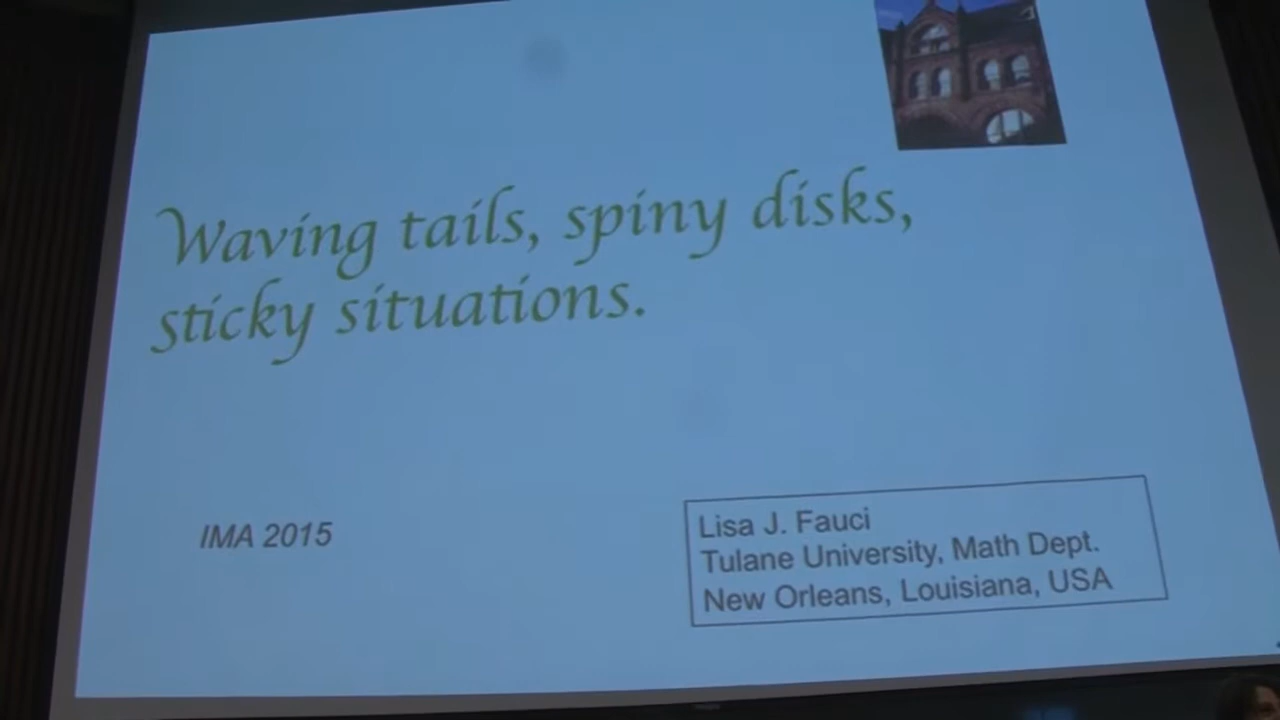 Waving tails, spiny disks,
sticky situations.
IMA 2015
Lisa J. Fauci
Tulane University, Math Dept.
New Orleans, Louisiana, USA